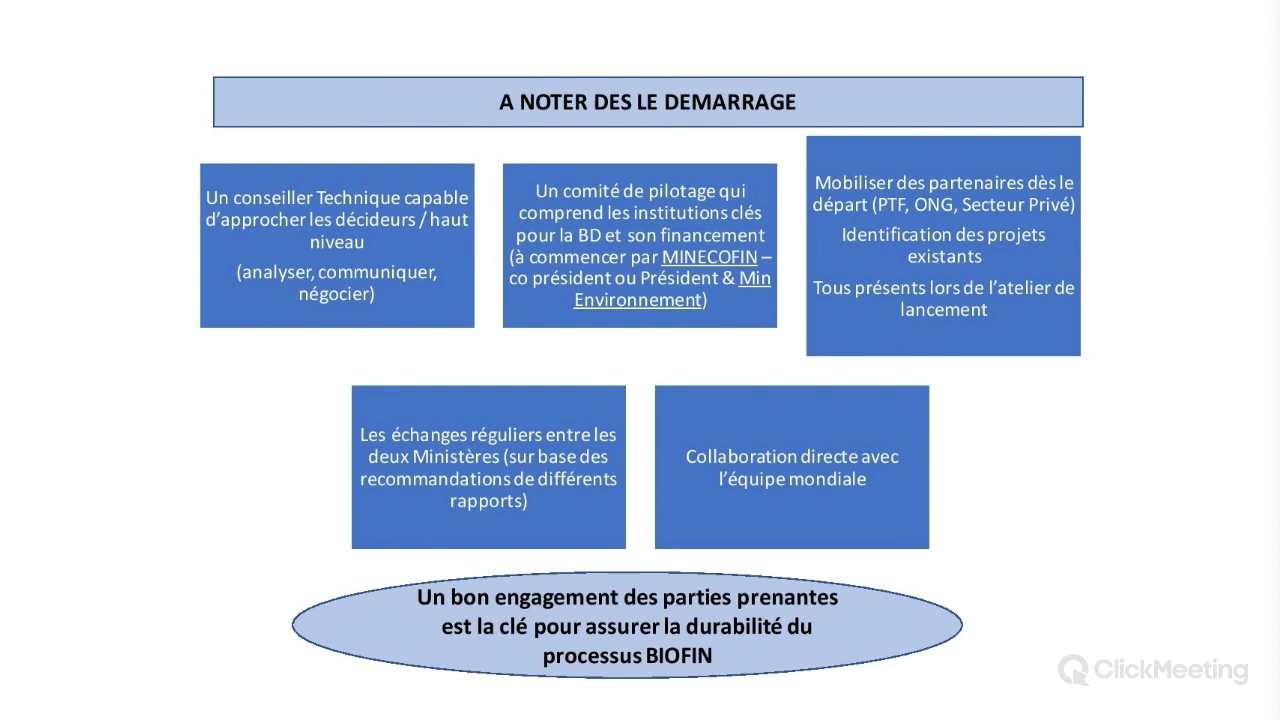 A NOTER DES LE DEMARRAGE
Un conseiller Technique capable
d’approcher les décideurs / haut
niveau
(analyser, communiquer,
négocier)
Un comité de pilotage qui
comprend les institutions clés
pour la BD et son financement
(à commencer par MINECOFIN –
co président ou Président & Min
Environnement)
Mobiliser des partenaires dès le
départ (PTF, ONG, Secteur Privé)
Identification des projets
existants
Tous présents lors de l’atelier de
lancement
Les échanges réguliers entre les
deux Ministères (sur base des
recommandations de différents
rapports)
Collaboration directe avec
l’équipe mondiale
Un bon engagement des parties prenantes
est la clé pour assurer la durabilité du
processus BIOFIN
ClickMeeting